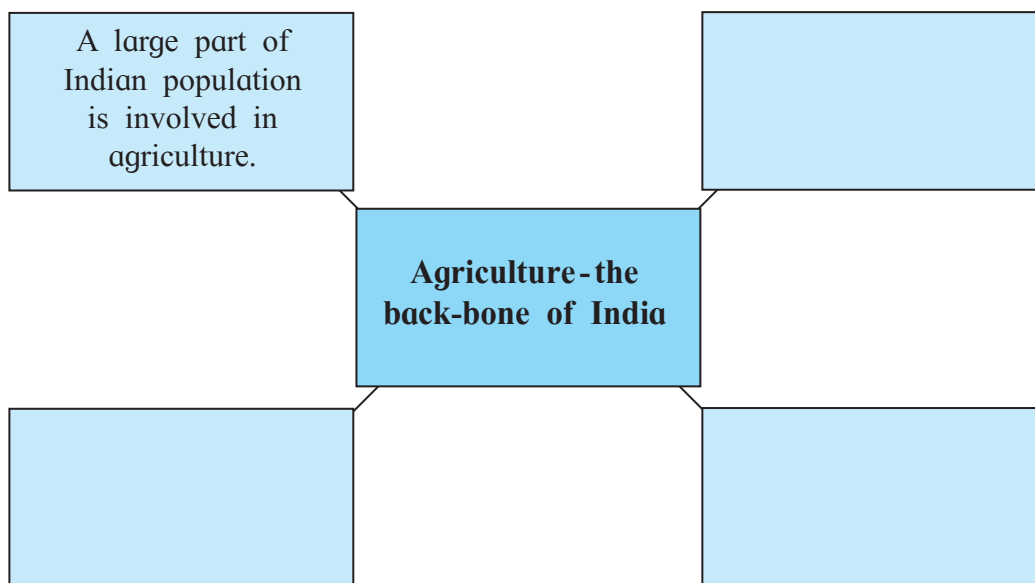 A large part of
Indian population
is involved in
agriculture.
Agriculture - the
back-bone of India